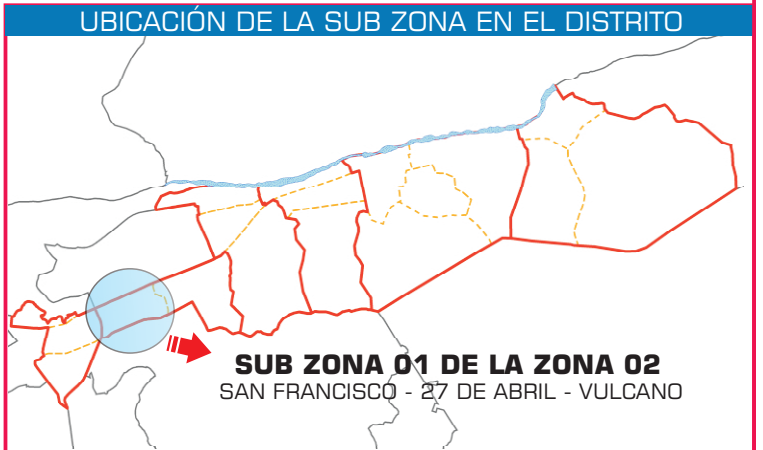 UBICACIÓN DE LA SUB ZONA EN EL DISTRITO
SUB ZONA 01 DE LA ZONA 02
SAN FRANCISCO - 27 DE ABRIL - VULCANO